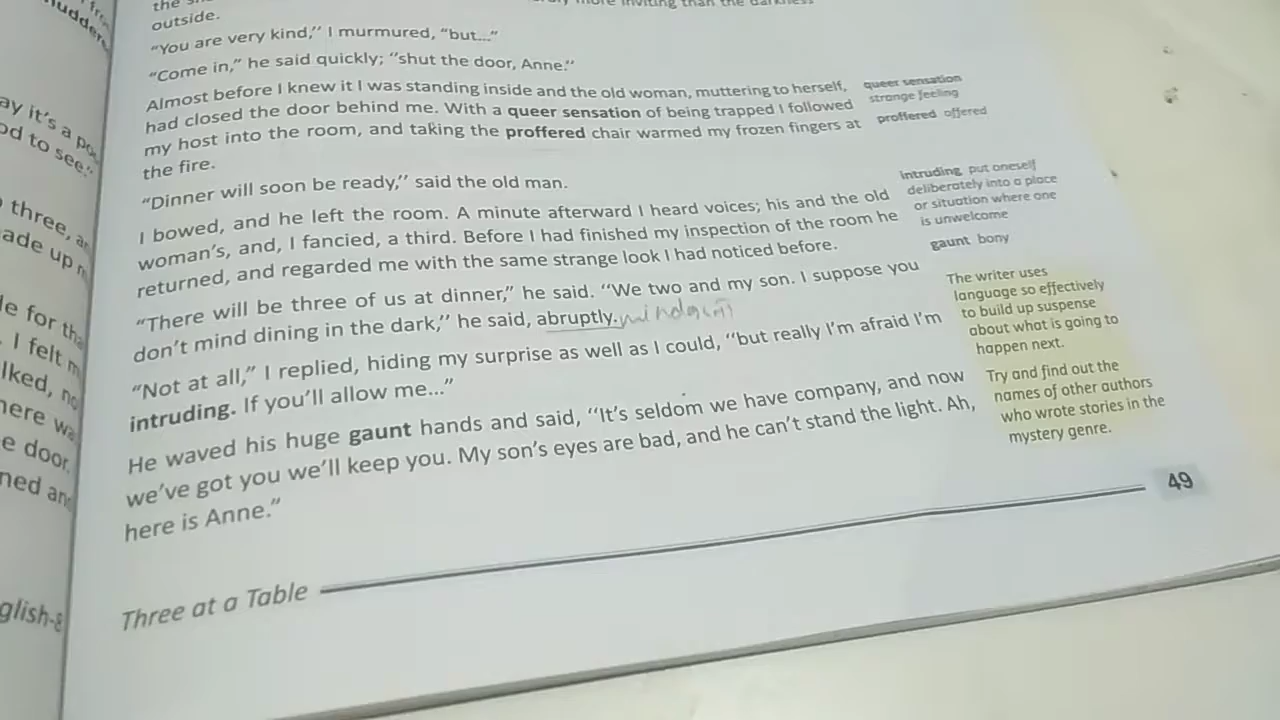 the
outside.
"You are very kind," I murmured, "but..."
"Come in," he said quickly; "shut the door, Anne."
Almost before I knew it I was standing inside and the old woman, muttering to herself,
had closed the door behind me. With a queer sensation of being trapped I followed
my host into the room, and taking the proffered chair warmed my frozen fingers at
the fire.
"Dinner will soon be ready," said the old man.
I bowed, and he left the room. A minute afterward I heard voices; his and the old
woman's, and, I fancied, a third. Before I had finished my inspection of the room he
returned, and regarded me with the same strange look I had noticed before.
"There will be three of us at dinner," he said. "We two and my son. I suppose you
don't mind dining in the dark," he said, abruptly.
"Not at all," I replied, hiding my surprise as well as I could, "but really I'm afraid I'm
intruding. If you'll allow me..."
He waved his huge gaunt hands and said, "It's seldom we have company, and now
we've got you we'll keep you. My son's eyes are bad, and he can't stand the light. Ah,
here is Anne."
queer sensation
strange feeling
proffered offered
intruding put oneself
deliberately into a place
or situation where one
is unwelcome
gaunt bony
The writer uses
language so effectively
to build up suspense
about what is going to
happen next.
Try and find out the
names of other authors
who wrote stories in the
mystery genre.
49
Three at a Table